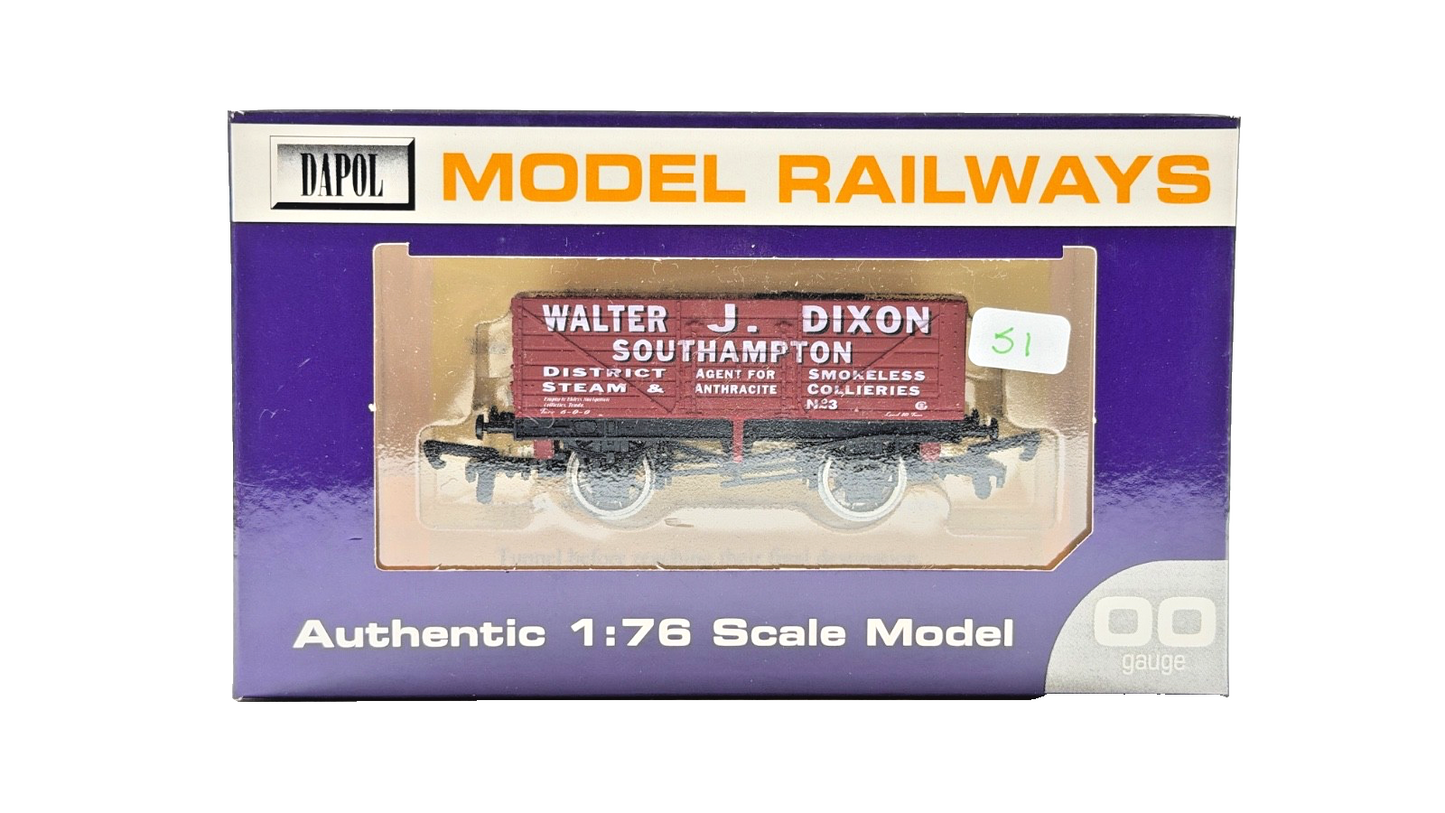 DAPOL MODEL RAILWAYS
WALTER J. DIXON
SOUTHAMPTON
DISTRICT AGENT FOR SMOKELESS
STEAM & ANTHRACITE COLLIERIES
No3
51
Authentic 1:76 Scale Model
00
gauge